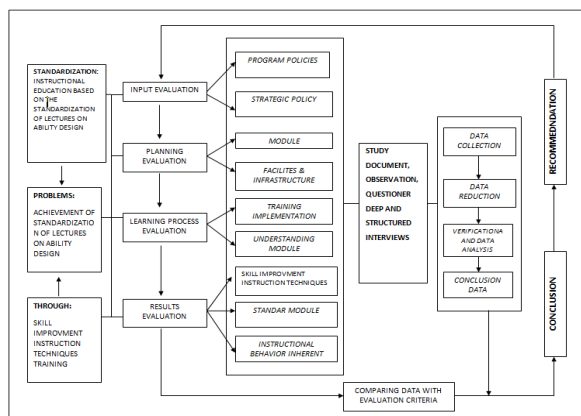 STANDARDIZATION:
INSTRUCTIONAL
EDUCATION BASED
ON THE
STANDARDIZATION
OF LECTURES ON
ABILITY DESIGN
PROBLEMS:
ACHIEVEMENT OF
STANDARDIZATIO
N OF LECTURES
ON ABILITY
DESIGN
THROUGH:
SKILL
IMPROVMENT
INSTRUCTION
TECHNIQUES
TRAINING
INPUT EVALUATION
PLANNING
EVALUATION
LEARNING PROCESS
EVALUATION
RESULTS
EVALUATION
PROGRAM POLICIES
STRATEGIC POLICY
MODULE
FACILITES &
INFRASTRUCTURE
TRAINING
IMPLEMENTATION
UNDERSTANDING
MODULE
SKILL IMPROVMENT
INSTRUCTION TECHNIQUES
STANDAR MODULE
INSTRUCTIONAL
BEHAVIOR INHERENT
STUDY
DOCUMENT,
OBSERVATION,
QUESTIONER
DEEP AND
STRUCTURED
INTERVIEWS
DATA
COLLECTION
DATA
REDUCTION
VERIFICATIONA
AND DATA
ANALYSIS
CONCLUSION
DATA
COMPARING DATA WITH
EVALUATION CRITERIA
CONCLUSION
RECOMMEDNDATION